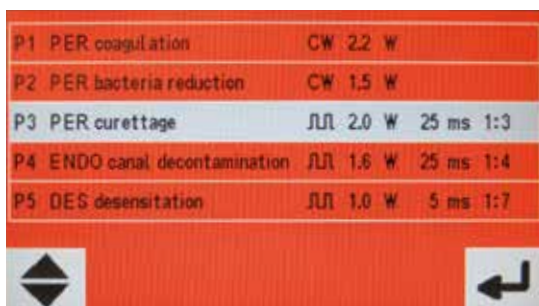 P1 PER coagulation CW 2.2 W
P2 PER bacteria reduction CW 1.5 W
P3 PER curettage 2.0 W 25 ms 1:3
P4 ENDO canal decontamination 1.6 W 25 ms 1:4
P5 DES desensitation 1.0 W 5 ms 1:7